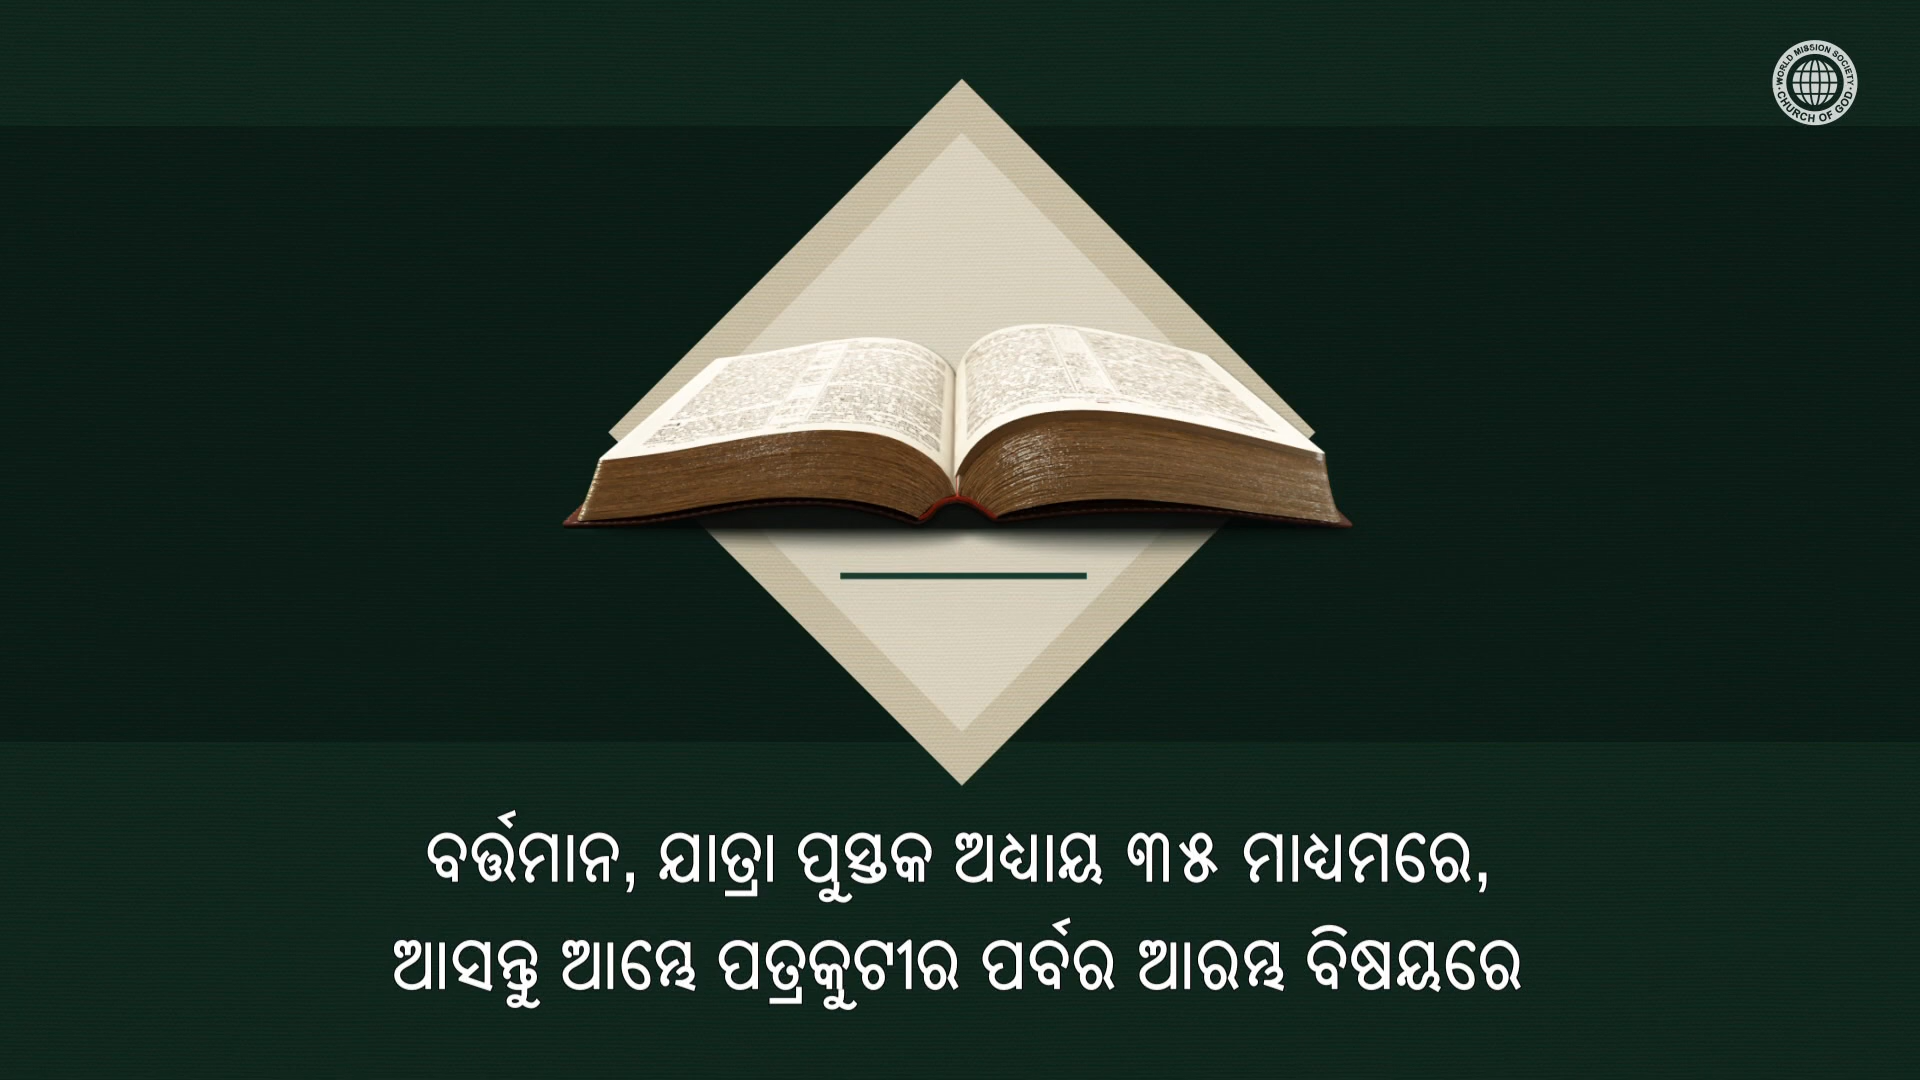 WORLD MISSION SOCIETY
CHURCH OF GOD
ବର୍ତ୍ତମାନ, ଯାତ୍ରା ପୁସ୍ତକ ଅଧ୍ୟାୟ ୩୫ ମାଧ୍ୟମରେ,
ଆସନ୍ତୁ ଆମ୍ଭେ ପତ୍ରକୁଟୀର ପର୍ବର ଆରମ୍ଭ ବିଷୟରେ